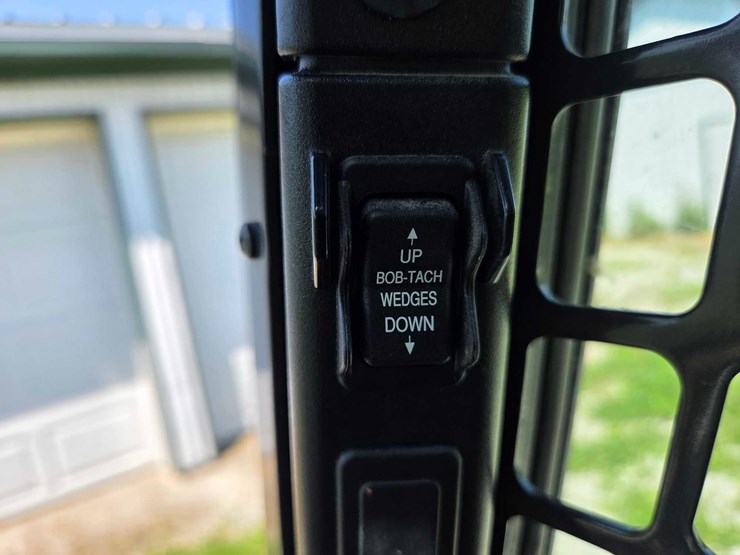 UP
BOB-TACH
WEDGES
DOWN